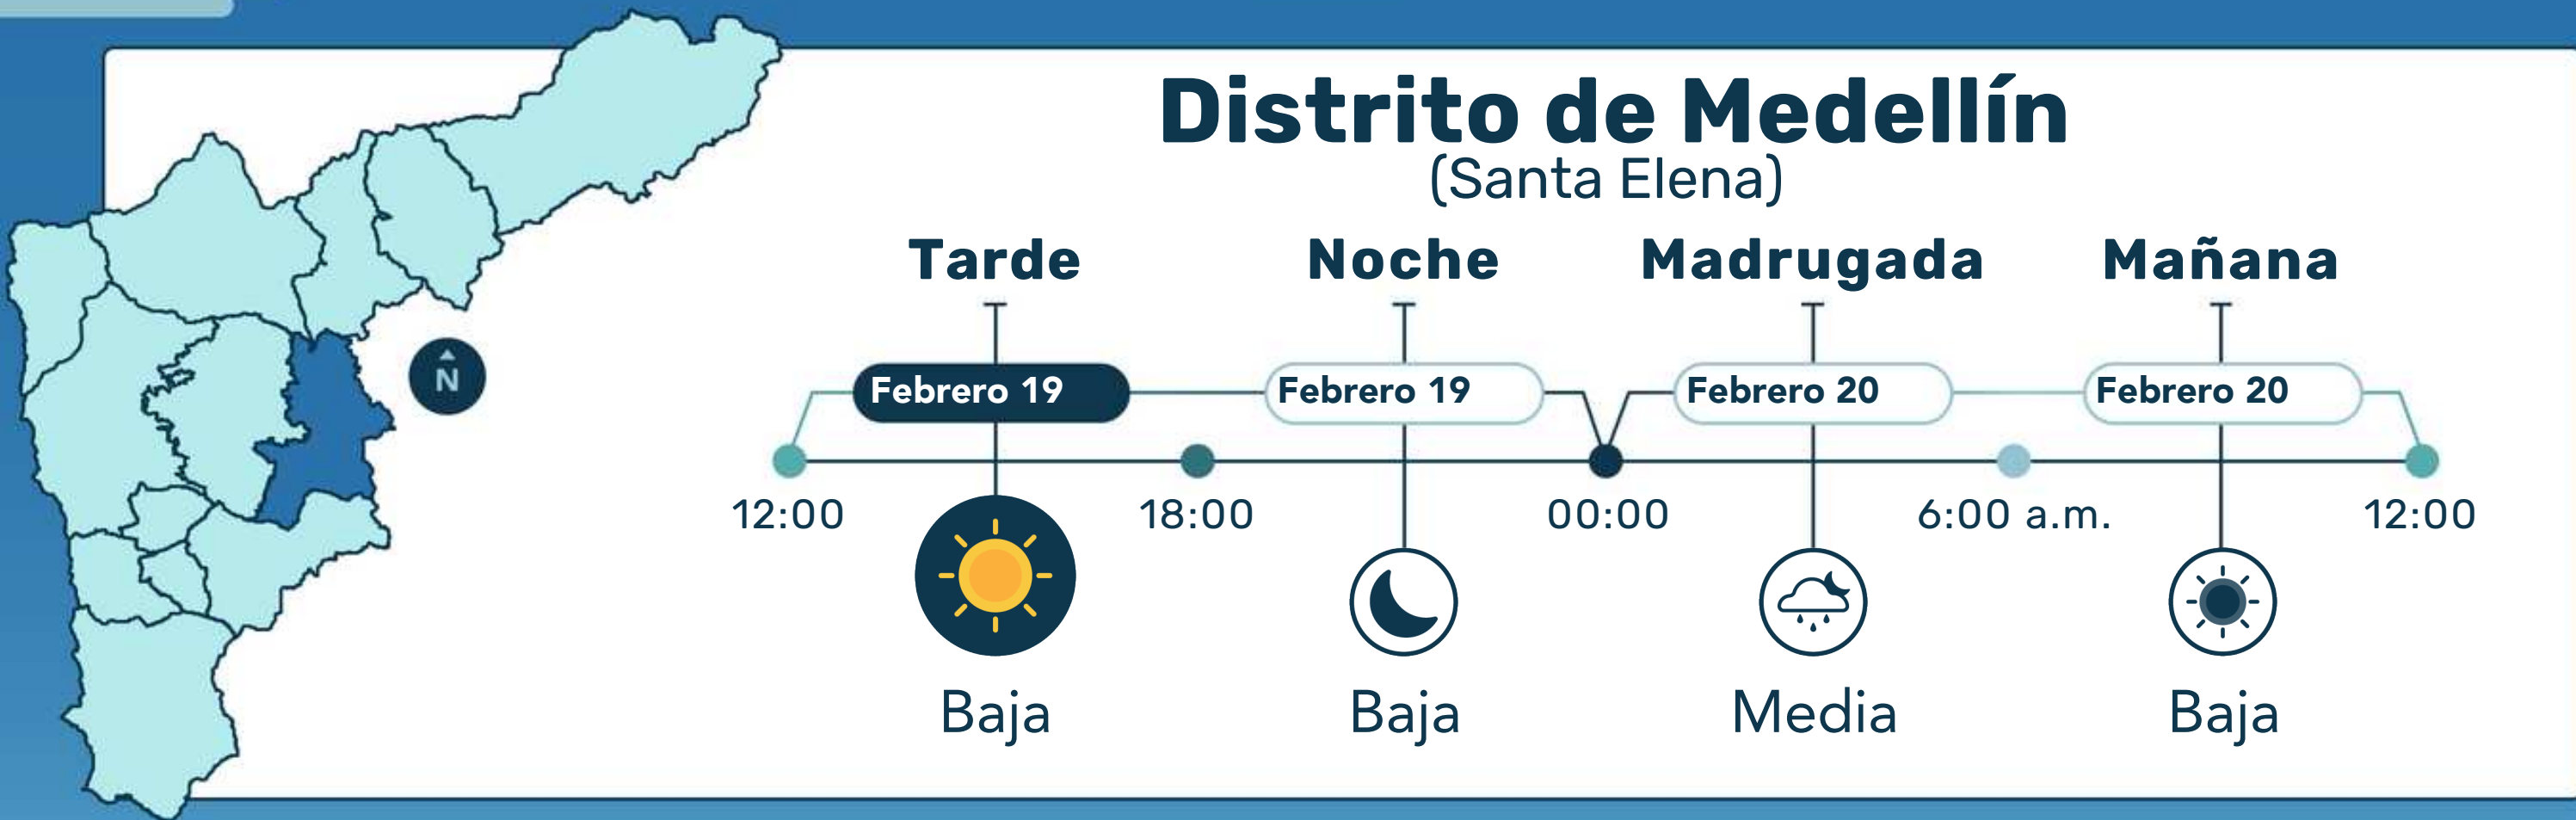 Distrito de Medellín
(Santa Elena)
Tarde Noche Madrugada Mañana
N
Febrero 19 Febrero 19 Febrero 20 Febrero 20
12:00 18:00 00:00 6:00 a.m. 12:00
Baja Baja Media Baja